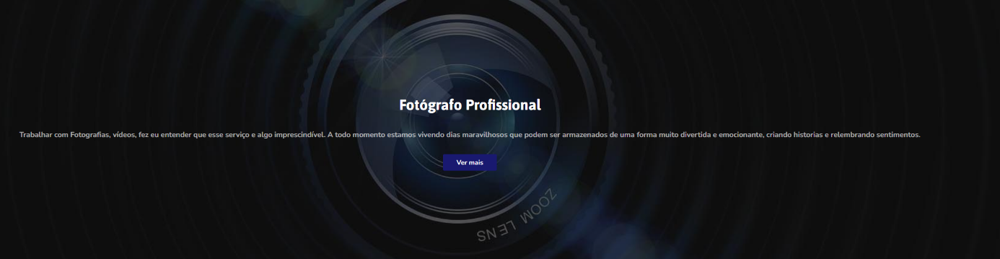 Fotógrafo Profissional
Trabalhar com Fotografias, vídeos, fez eu entender que esse serviço e algo imprescindível. A todo momento estamos vivendo dias maravilhosos que podem ser armazenados de uma forma muito divertida e emocionante, criando historias e relembrando sentimentos.
Ver mais
ZOOM LENS